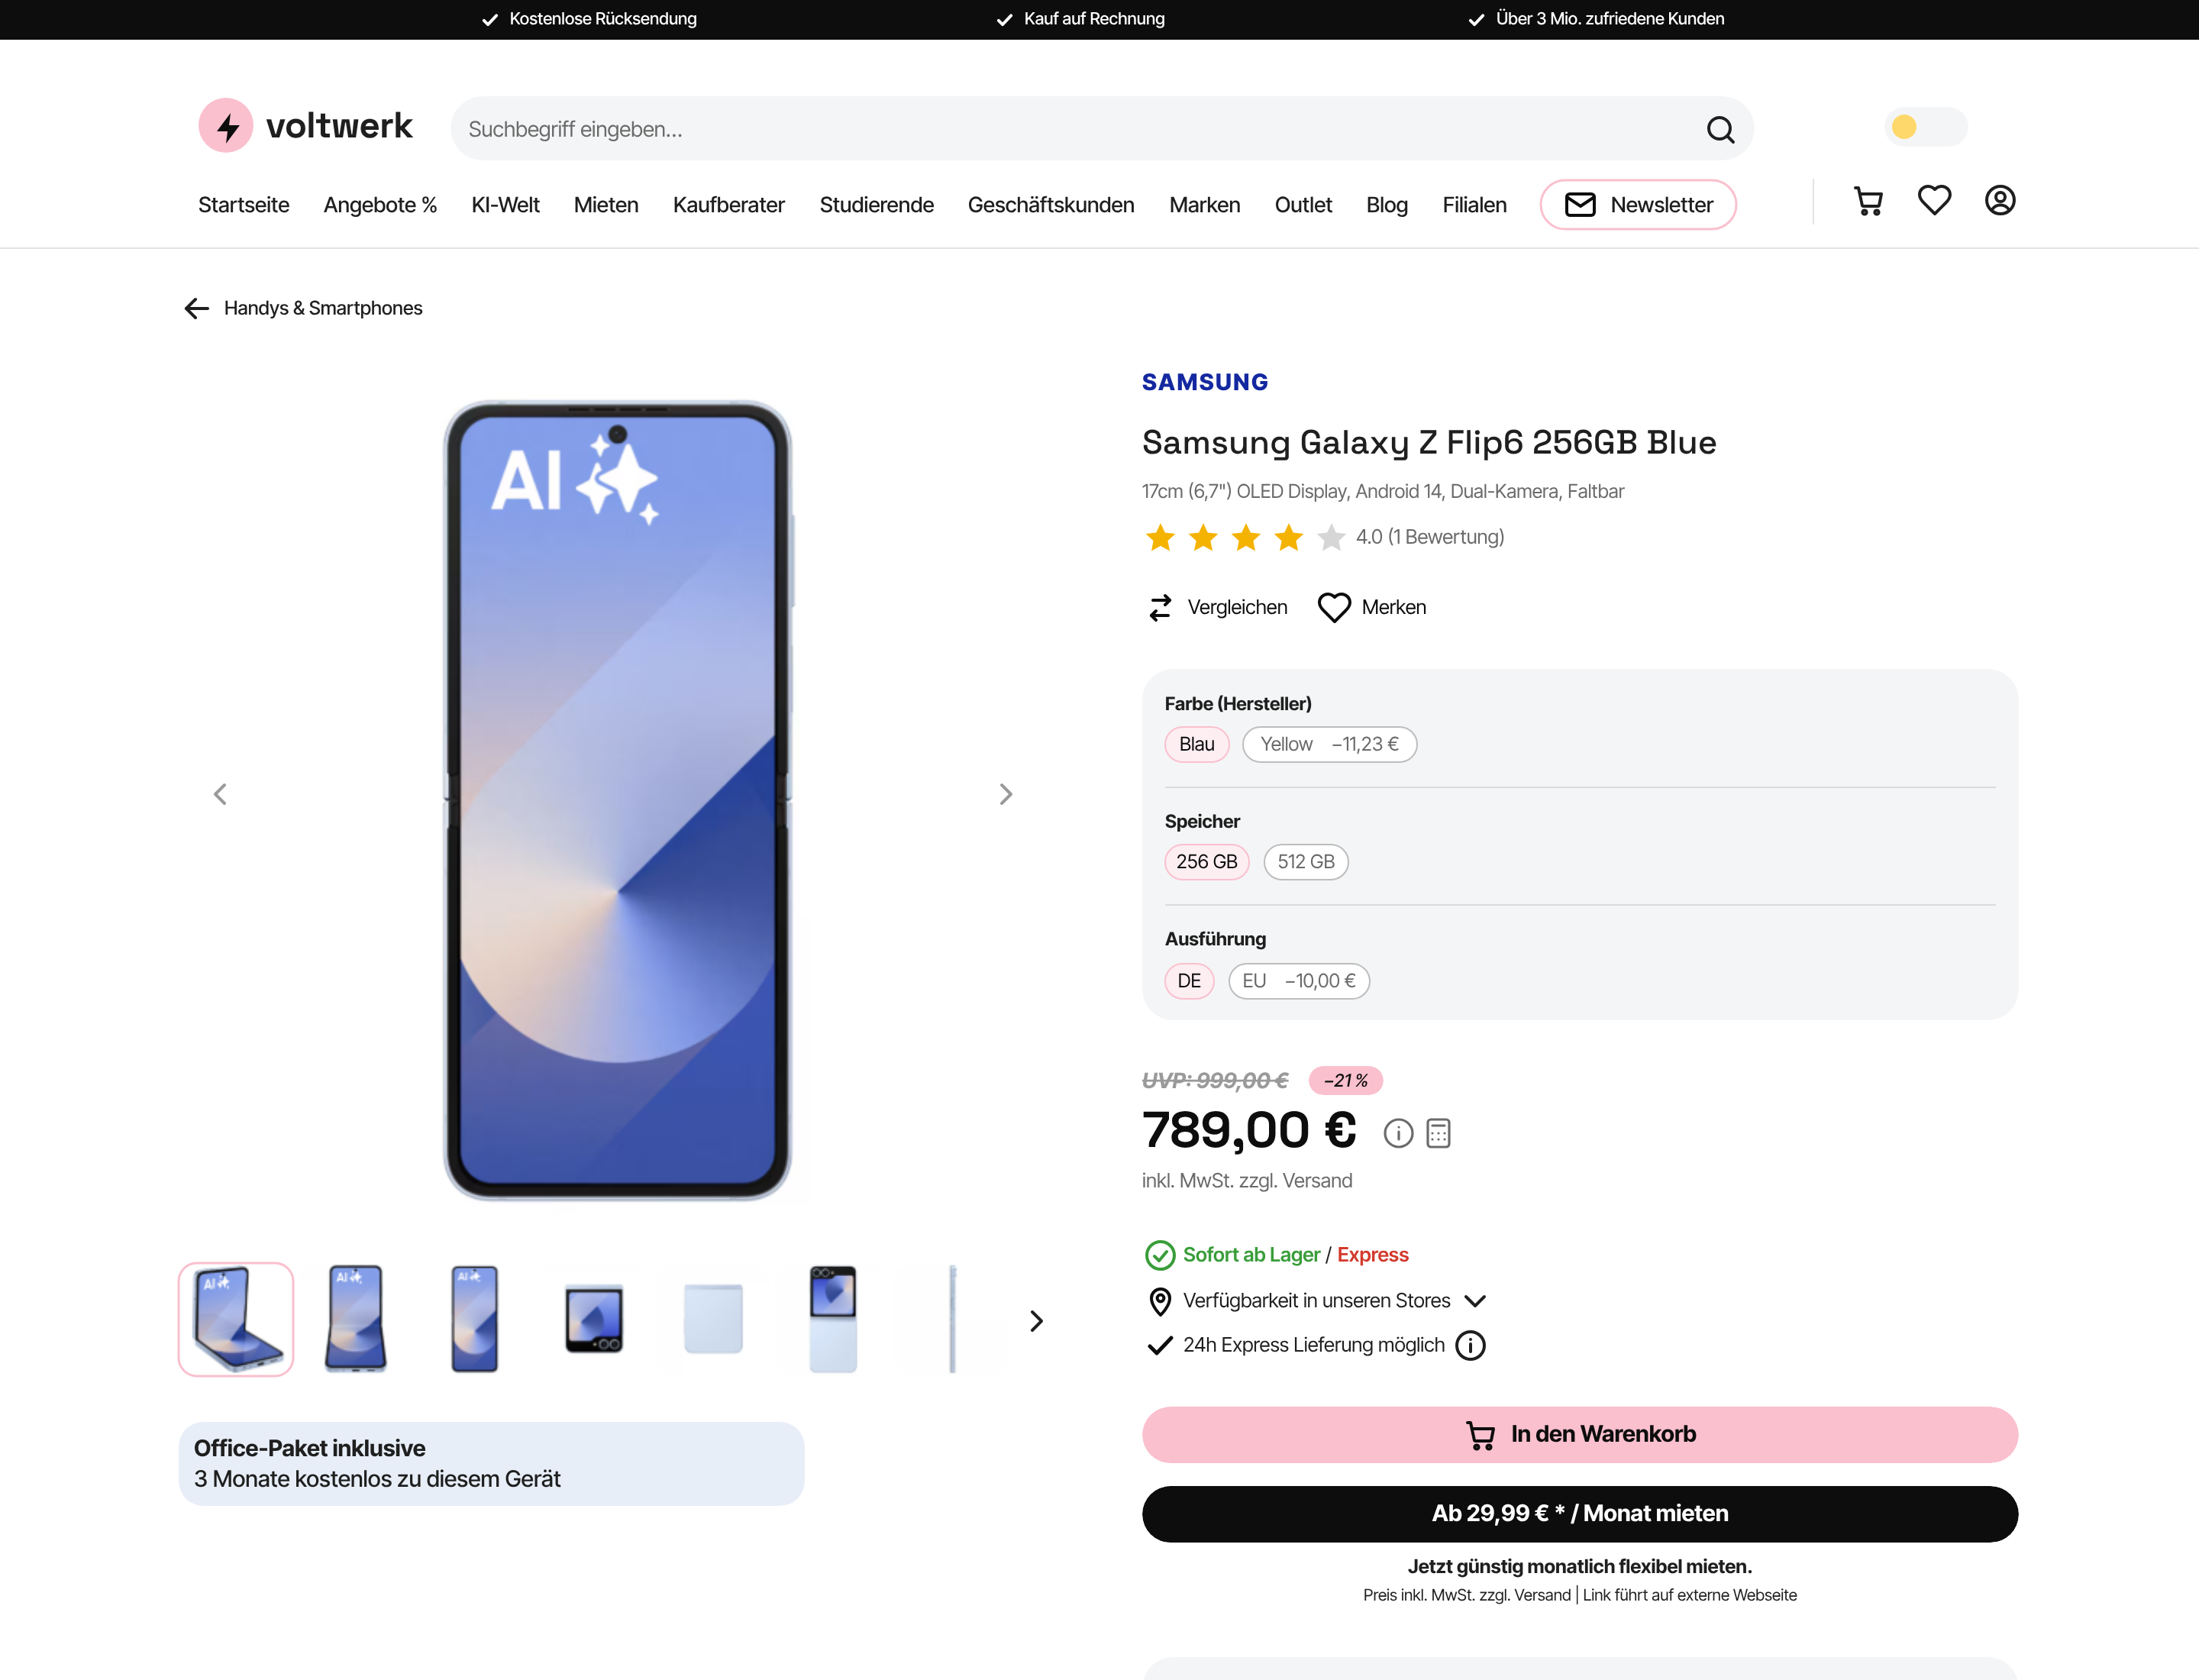 Kostenlose Rücksendung
Kauf auf Rechnung
Über 3 Mio. zufriedene Kunden
voltwerk
Suchbegriff eingeben...
Startseite Angebote % KI-Welt Mieten Kaufberater Studierende Geschäftskunden Marken Outlet Blog Filialen Newsletter
Handys & Smartphones
AI
SAMSUNG
Samsung Galaxy Z Flip6 256GB Blue
17cm (6,7") OLED Display, Android 14, Dual-Kamera, Faltbar
4.0 (1 Bewertung)
Vergleichen Merken
Farbe (Hersteller)
Blau Yellow −11,23 €
Speicher
256 GB 512 GB
Ausführung
DE EU −10,00 €
UVP: 999,00 € −21 %
789,00 €
inkl. MwSt. zzgl. Versand
Sofort ab Lager / Express
Verfügbarkeit in unseren Stores
24h Express Lieferung möglich
In den Warenkorb
Ab 29,99 € * / Monat mieten
Jetzt günstig monatlich flexibel mieten.
Preis inkl. MwSt. zzgl. Versand | Link führt auf externe Webseite
AI AI AI
Office-Paket inklusive
3 Monate kostenlos zu diesem Gerät